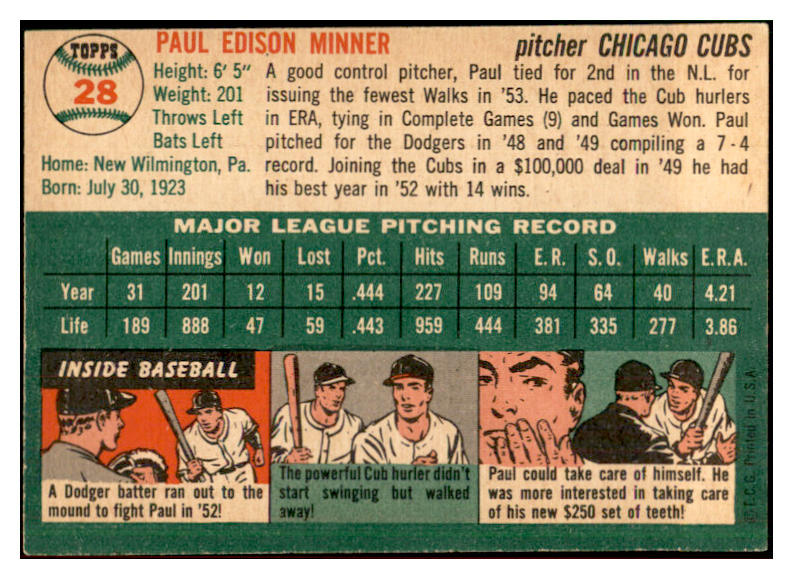 TOPPS
28
PAUL EDISON MINNER
pitcher CHICAGO CUBS
Height: 6' 5"
Weight: 201
Throws Left
Bats Left
Home: New Wilmington, Pa.
Born: July 30, 1923
A good control pitcher, Paul tied for 2nd in the N.L. for
issuing the fewest Walks in '53. He paced the Cub hurlers
in ERA, tying in Complete Games (9) and Games Won. Paul
pitched for the Dodgers in '48 and '49 compiling a 7-4
record. Joining the Cubs in a $100,000 deal in '49 he had
his best year in '52 with 14 wins.
MAJOR LEAGUE PITCHING RECORD
Games Innings Won Lost Pct. Hits Runs E.R. S.O. Walks E.R.A.
Year 31 201 12 15 .444 227 109 94 64 40 4.21
Life 189 888 47 59 .443 959 444 381 335 277 3.86
INSIDE BASEBALL
A Dodger batter ran out to the
mound to fight Paul in '52!
The powerful Cub hurler didn't
start swinging but walked
away!
Paul could take care of himself. He
was more interested in taking care
of his new $250 set of teeth!
© T.C.G. Printed in U.S.A.